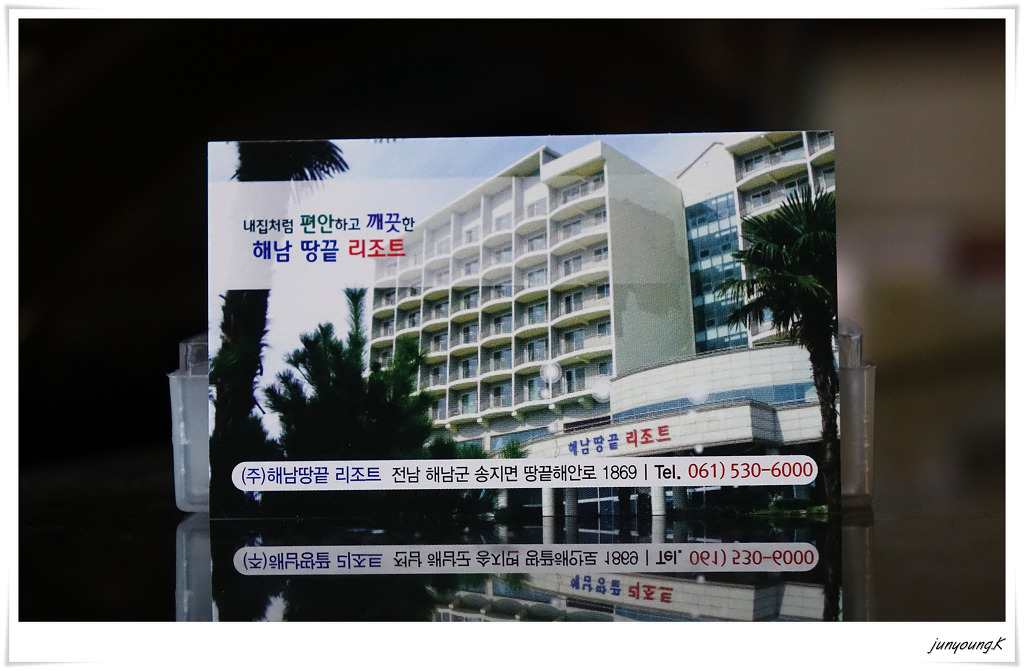 내집처럼 편안하고 깨끗한
해남 땅끝 리조트
해남땅끝 리조트
(주)해남땅끝 리조트 전남 해남군 송지면 땅끝해안로 1869 | Tel. 061) 530-6000
junyoung.K